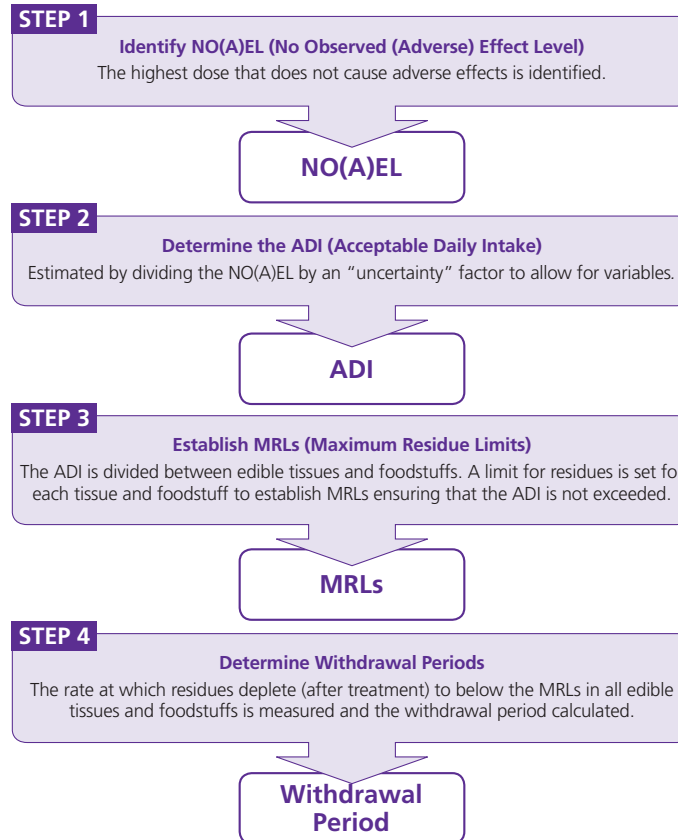 STEP 1
Identify NO(A)EL (No Observed (Adverse) Effect Level)
The highest dose that does not cause adverse effects is identified.
NO(A)EL
STEP 2
Determine the ADI (Acceptable Daily Intake)
Estimated by dividing the NO(A)EL by an “uncertainty” factor to allow for variables.
ADI
STEP 3
Establish MRLs (Maximum Residue Limits)
The ADI is divided between edible tissues and foodstuffs. A limit for residues is set fo
each tissue and foodstuff to establish MRLs ensuring that the ADI is not exceeded.
MRLs
STEP 4
Determine Withdrawal Periods
The rate at which residues deplete (after treatment) to below the MRLs in all edible
tissues and foodstuffs is measured and the withdrawal period calculated.
Withdrawal
Period